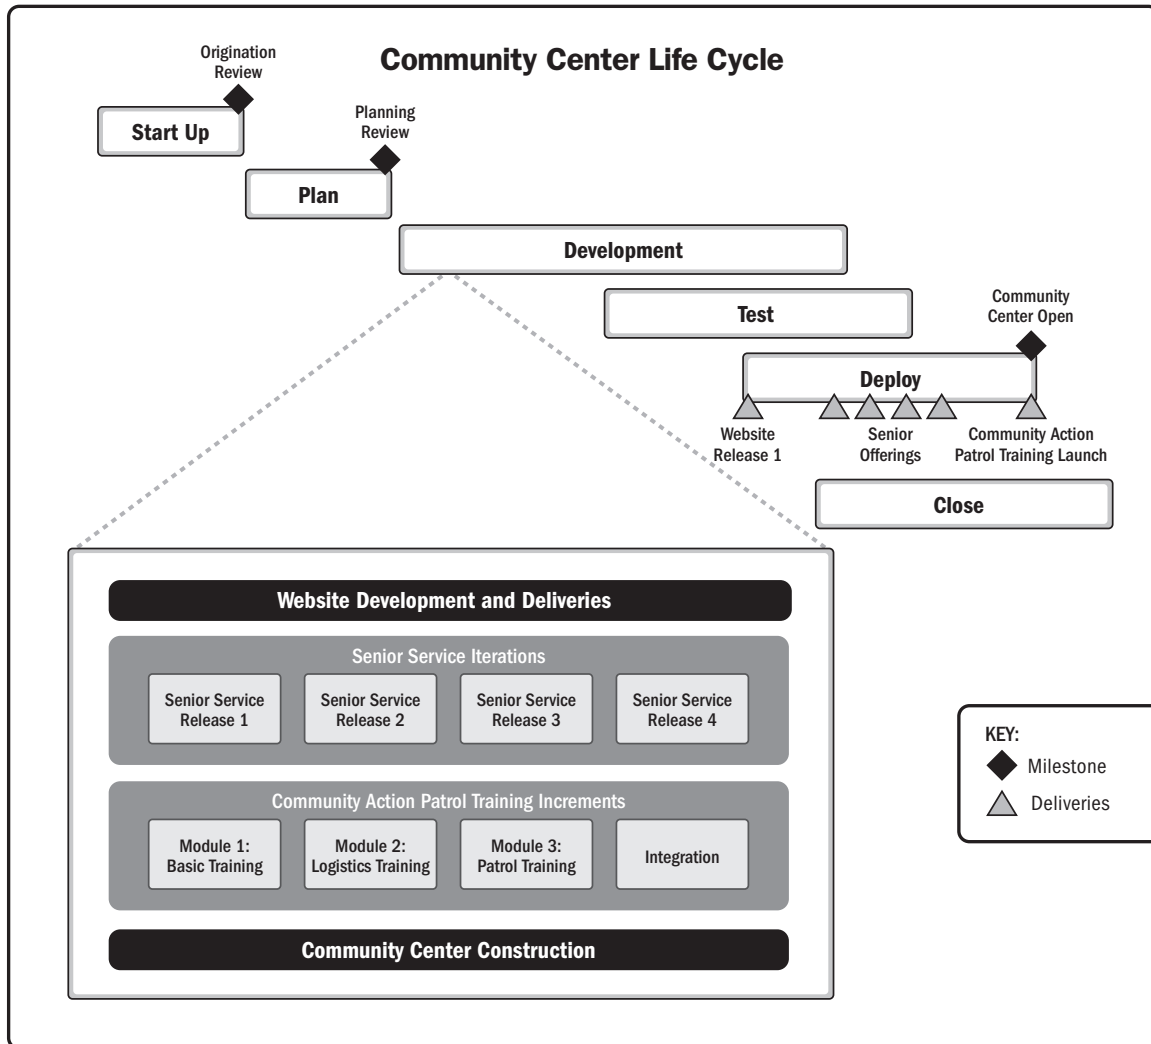 Community Center Life Cycle
Origination
Review
Start Up
Planning
Review
Plan
Development
Test
Community
Center Open
Deploy
Website
Release 1
Senior
Offerings
Community Action
Patrol Training Launch
Close
Website Development and Deliveries
Senior Service Iterations
Senior Service
Release 1
Senior Service
Release 2
Senior Service
Release 3
Senior Service
Release 4
Community Action Patrol Training Increments
Module 1:
Basic Training
Module 2:
Logistics Training
Module 3:
Patrol Training
Integration
Community Center Construction
KEY:
Milestone
Deliveries